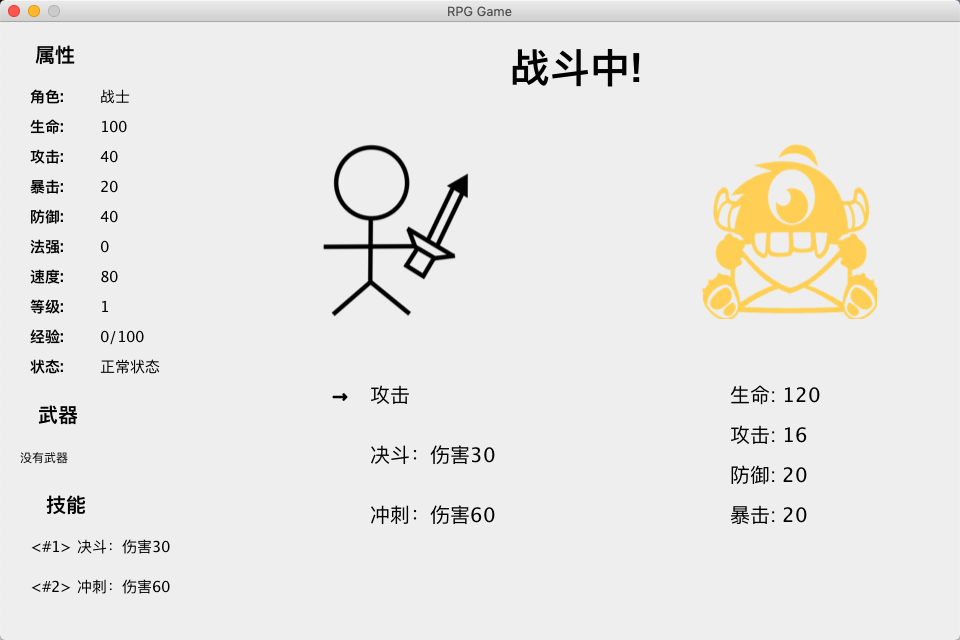 RPG Game
属性
角色: 战士
生命: 100
攻击: 40
暴击: 20
防御: 40
法强: 0
速度: 80
等级: 1
经验: 0/100
状态: 正常状态
武器
没有武器
技能
<#1> 决斗：伤害30
<#2> 冲刺：伤害60
战斗中!
→ 攻击
决斗：伤害30
冲刺：伤害60
生命: 120
攻击: 16
防御: 20
暴击: 20